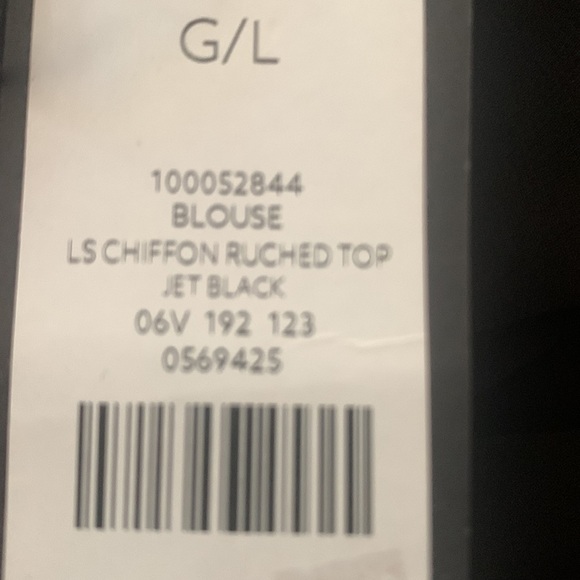 G/L
100052844
BLOUSE
LS CHIFFON RUCHED TOP
JET BLACK
06V 192 123
0569425